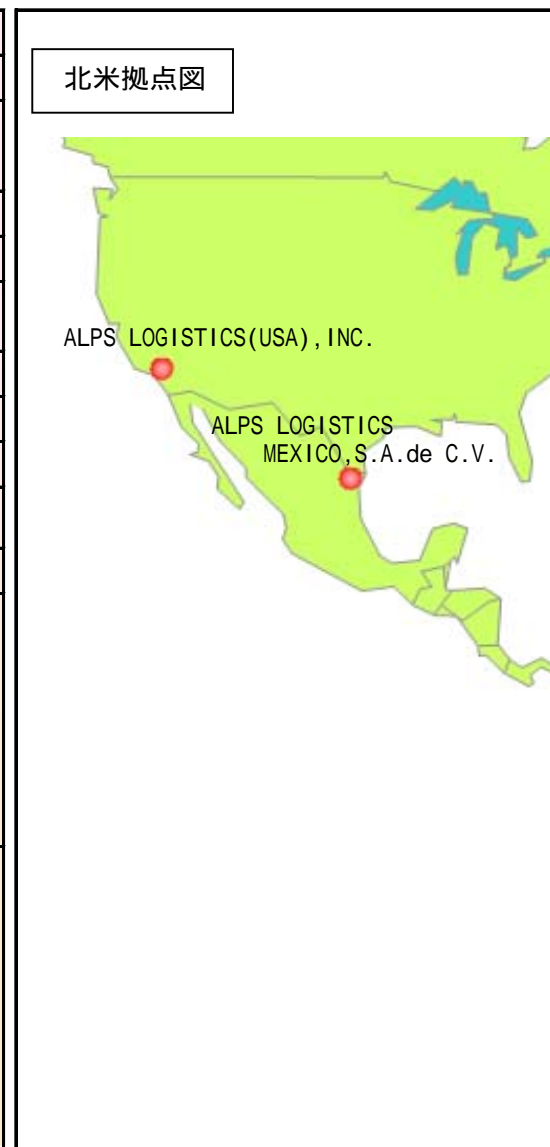 北米拠点図
ALPS LOGISTICS(USA),INC.
ALPS LOGISTICS
MEXICO,S.A.de C.V.